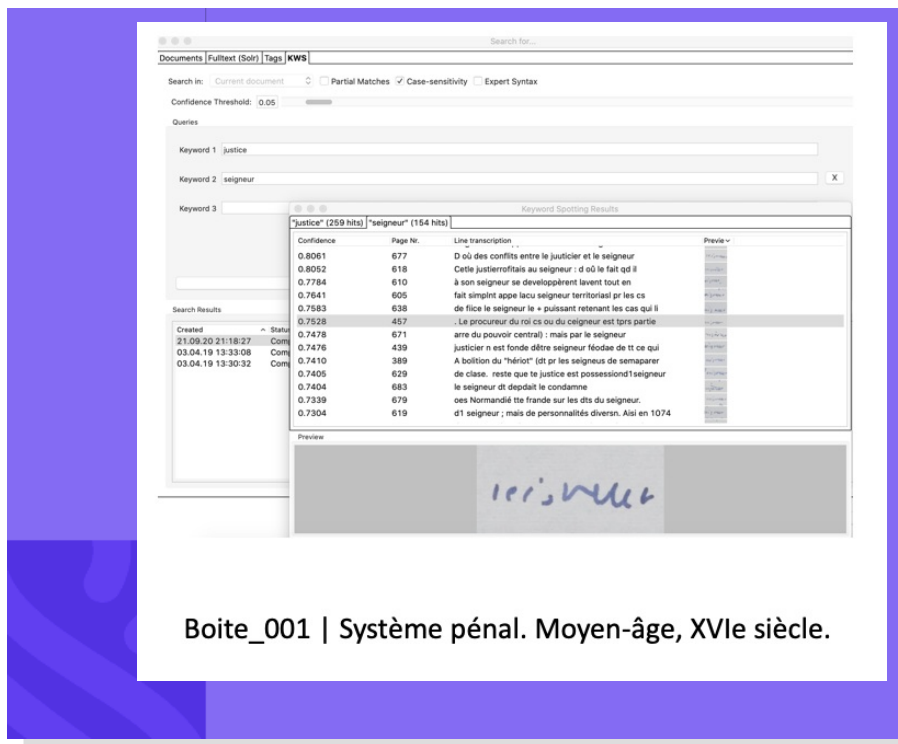 Search for...
Documents Fulltext (Solr) Tags KWS
Search in: Current document Partial Matches Case-sensitivity Expert Syntax
Confidence Threshold: 0.05
Queries
Keyword 1 justice
Keyword 2 seigneur X
Keyword 3
Keyword Spotting Results
"justice" (259 hits) "seigneur" (154 hits)
Confidence Page Nr. Line transcription Previe
0.8061 677 D où des conflits entre le juuticier et le seigneur
0.8052 618 Cetle justierrofitais au seigneur : d oû le fait qd il
0.7784 610 à son seigneur se developpèrent lavent tout en
0.7641 605 fait simplnt appe lacu seigneur territoriasl pr les cs
0.7583 638 de fiice le seigneur le + puissant retenant les cas qui li
0.7528 457 . Le procureur du roi cs ou du ceigneur est tprs partie
0.7478 671 arre du pouvoir central) : mais par le seigneur
0.7476 439 justicier n est fonde dêtre seigneur féodae de tt ce qui
0.7410 389 A bolition du "hériot" (dt pr les seigneus de semaparer
0.7405 629 de clase. reste que te justice est possessiond1seigneur
0.7404 683 le seigneur dt depdait le condamne
0.7339 679 oes Normandié tte frande sur les dts du seigneur.
0.7304 619 d1 seigneur ; mais de personnalités diversn. Aisi en 1074
Search Results
Created Status
21.09.20 21:18:27 Com
03.04.19 13:33:08 Com
03.04.19 13:30:32 Com
Preview
seigneur
Boite_001 | Système pénal. Moyen-âge, XVIe siècle.